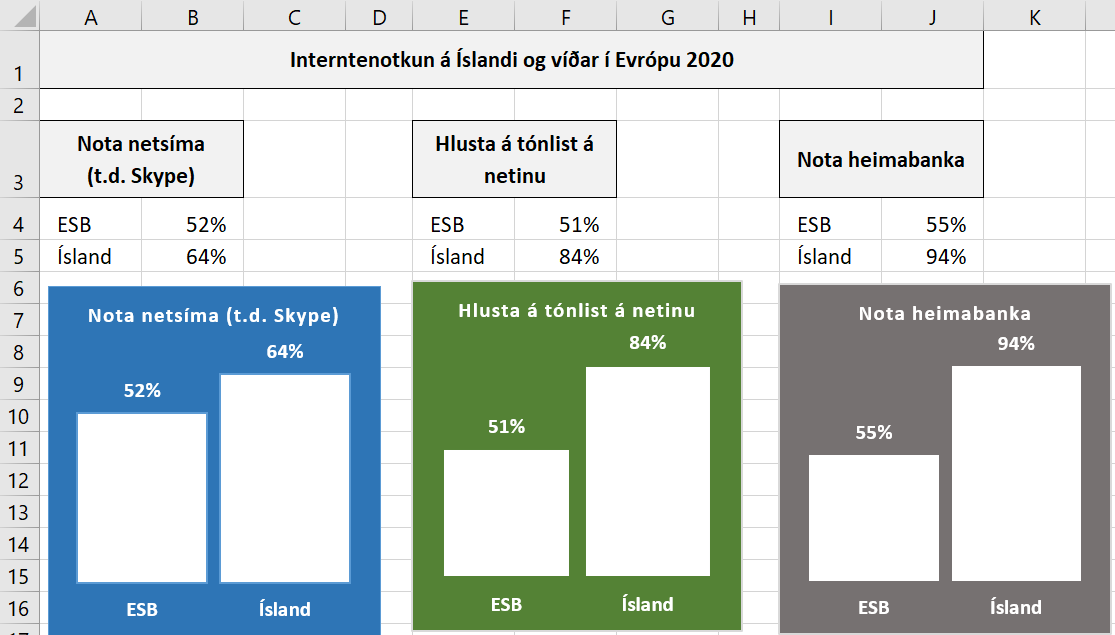 A B C D E F G H I J K
1 Interntenotkun á Íslandi og víðar í Evrópu 2020
2
3 Nota netsíma (t.d. Skype) Hlusta á tónlist á netinu Nota heimabanka
4 ESB 52% ESB 51% ESB 55%
5 Ísland 64% Ísland 84% Ísland 94%
6
7
8
9
10
11
12
13
14
15
16
17
Nota netsíma (t.d. Skype)
64%
52%
ESB Ísland
Hlusta á tónlist á netinu
84%
51%
ESB Ísland
Nota heimabanka
94%
55%
ESB Ísland